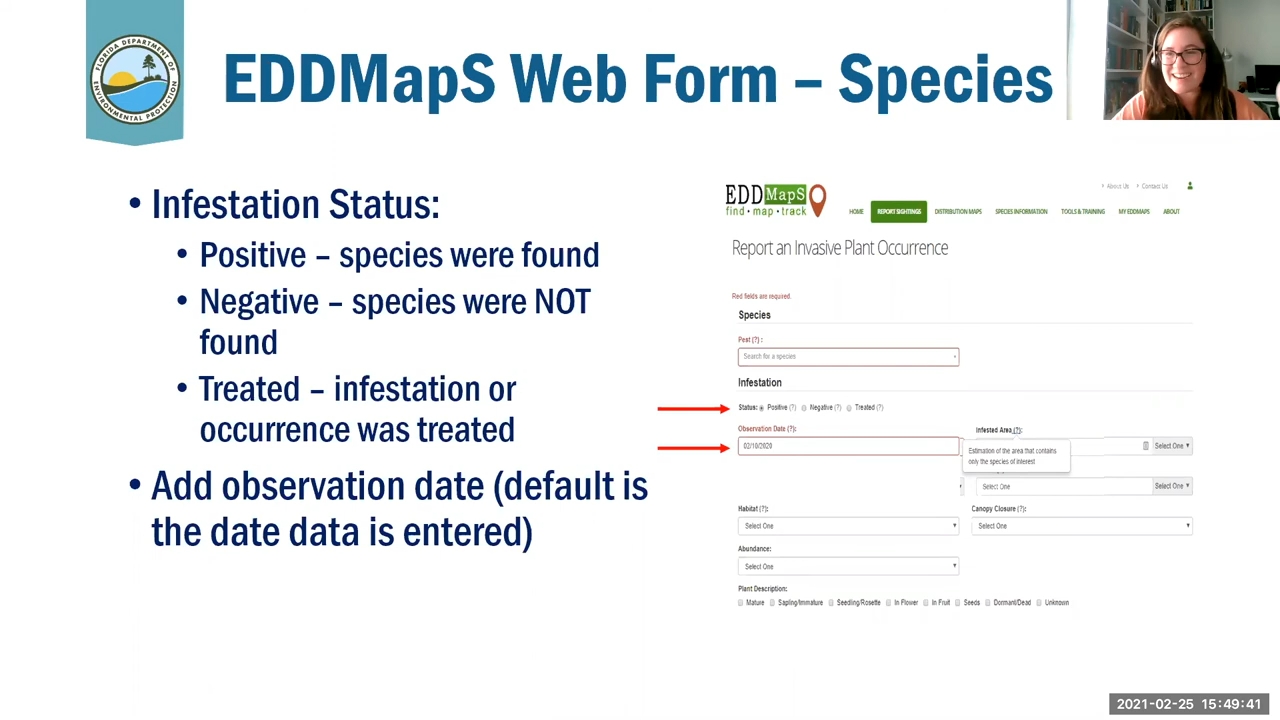 FLORIDA DEPARTMENT OF
ENVIRONMENTAL PROTECTION
EDDMapS Web Form – Species
• Infestation Status:
• Positive – species were found
• Negative – species were NOT
found
• Treated – infestation or
occurrence was treated
• Add observation date (default is
the date data is entered)
EDDMapS
find • map • track
About Us
Contact Us
HOME REPORT SIGHTINGS DISTRIBUTION MAPS SPECIES INFORMATION TOOLS & TRAINING MY EDDMAPS ABOUT
Report an Invasive Plant Occurrence
Red fields are required.
Species
Pest (?) :
Search for a species
Infestation
Status: Positive (?) Negative (?) Treated (?)
Observation Date (?):
Infested Area (?):
02/10/2020
Select One
Estimation of the area that contains
only the species of interest
Select One
Select One
Habitat (?):
Canopy Closure (?):
Select One
Select One
Abundance:
Select One
Plant Description:
Mature Sapling/Immature Seedling/Rosette In Flower In Fruit Seeds Dormant/Dead Unknown
2021-02-25 15:49:41